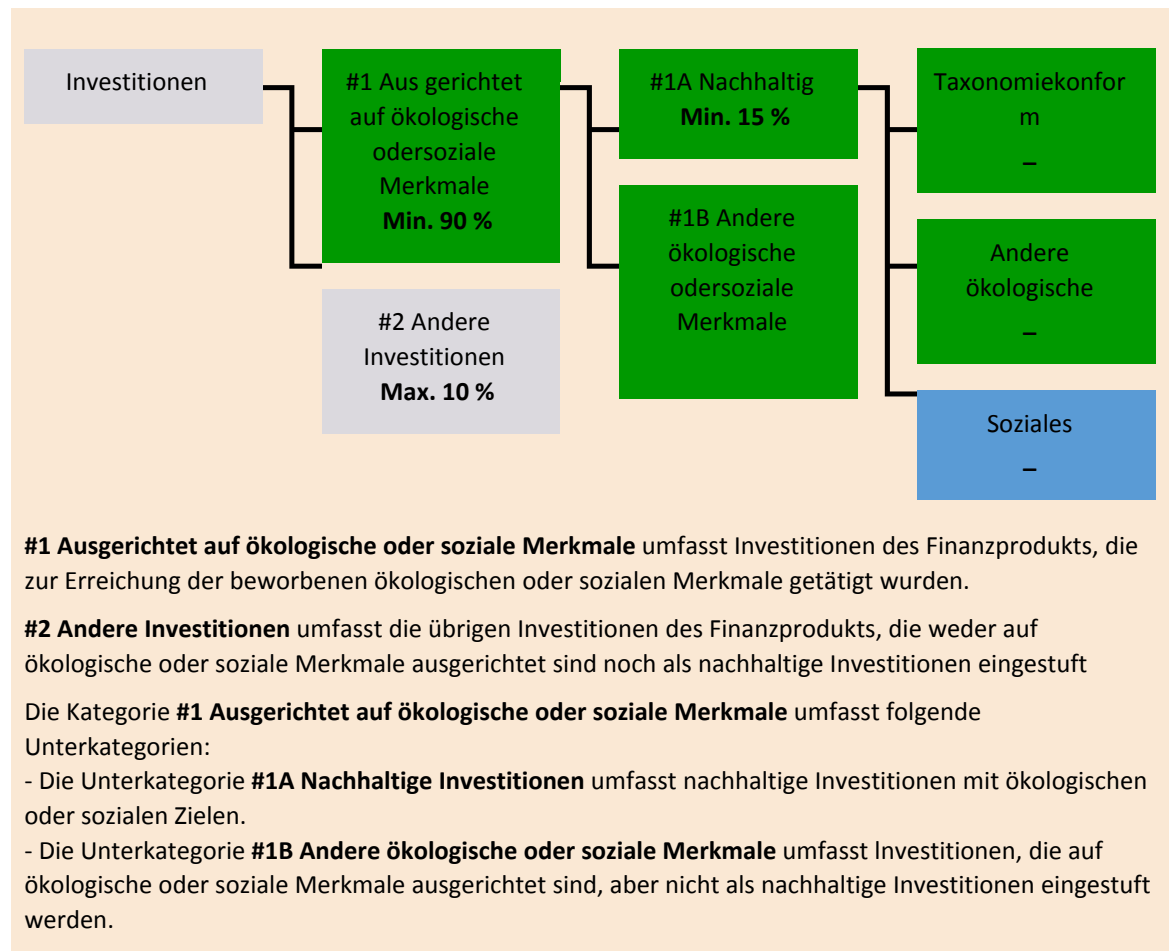 Investitionen
#1 Aus gerichtet
auf ökologische
odersoziale
Merkmale
Min. 90 %
#2 Andere
Investitionen
Max. 10 %
#1A Nachhaltig
Min. 15 %
#1B Andere
ökologische
odersoziale
Merkmale
Taxonomiekonfor
m
–
Andere
ökologische
–
Soziales
–
#1 Ausgerichtet auf ökologische oder soziale Merkmale umfasst Investitionen des Finanzprodukts, die
zur Erreichung der beworbenen ökologischen oder sozialen Merkmale getätigt wurden.
#2 Andere Investitionen umfasst die übrigen Investitionen des Finanzprodukts, die weder auf
ökologische oder soziale Merkmale ausgerichtet sind noch als nachhaltige Investitionen eingestuft
Die Kategorie #1 Ausgerichtet auf ökologische oder soziale Merkmale umfasst folgende
Unterkategorien:
- Die Unterkategorie #1A Nachhaltige Investitionen umfasst nachhaltige Investitionen mit ökologischen
oder sozialen Zielen.
- Die Unterkategorie #1B Andere ökologische oder soziale Merkmale umfasst lnvestitionen, die auf
ökologische oder soziale Merkmale ausgerichtet sind, aber nicht als nachhaltige Investitionen eingestuft
werden.